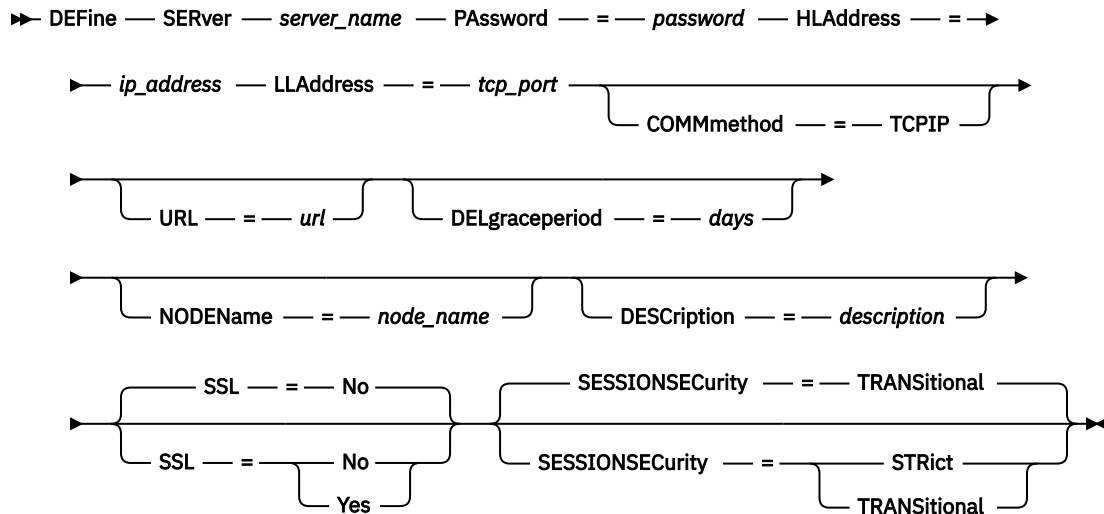 DEFine SERver server_name PAssword = password HLAddress =
ip_address LLAddress = tcp_port
COMMmethod = TCPIP
URL = url
DELgraceperiod = days
NODEName = node_name
DESCription = description
SSL = No
SSL = No
Yes
SESSIONSECurity = TRANSitional
SESSIONSECurity = STRict
TRANSitional